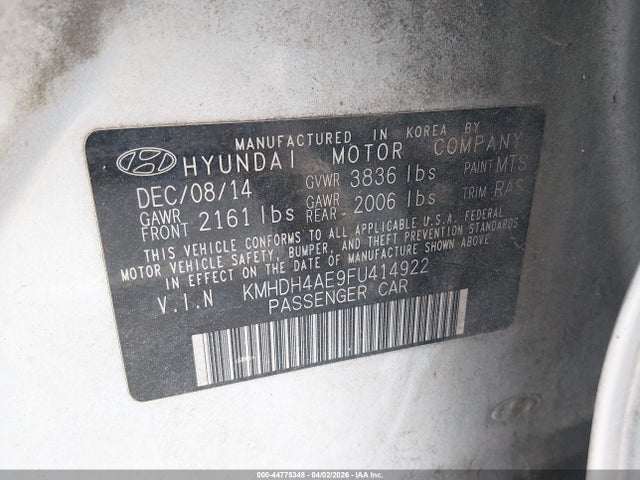 MANUFACTURED IN KOREA BY
HYUNDAI MOTOR COMPANY
DEC/08/14 GVWR 3836 lbs PAINT MTS
GAWR FRONT 2161 lbs GAWR REAR 2006 lbs TRIM RAS
THIS VEHICLE CONFORMS TO ALL APPLICABLE U.S.A. FEDERAL
MOTOR VEHICLE SAFETY, BUMPER, AND THEFT PREVENTION STANDARDS
IN EFFECT ON THE DATE OF MANUFACTURE SHOWN ABOVE.
V.I.N KMHDH4AE9FU414922
PASSENGER CAR
000-44775348 - 04/02/2026 - IAA Inc.